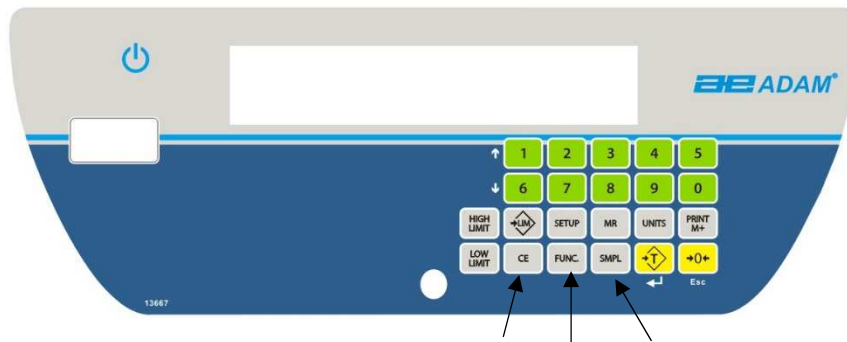 ae ADAM®
↑ 1 2 3 4 5
↓ 6 7 8 9 0
HIGH LIMIT →LIM SETUP MR UNITS PRINT M+
LOW LIMIT CE FUNC. SMPL →T →0←
Esc
13667